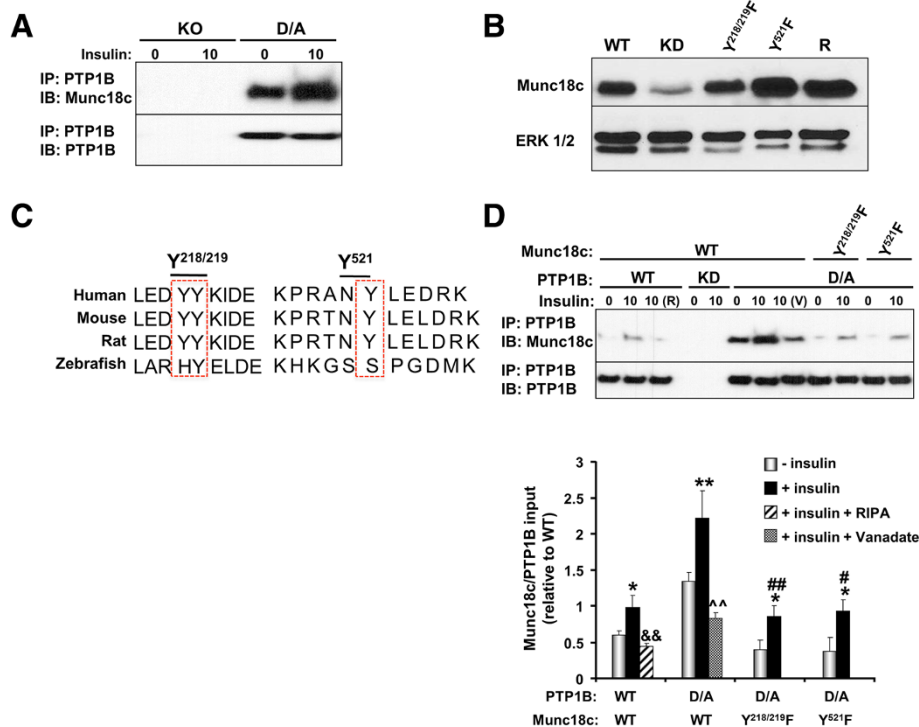 A
KO D/A
Insulin: 0 10 0 10
IP: PTP1B
IB: Munc18c
IP: PTP1B
IB: PTP1B
B
WT KD Y218/219F Y521F R
Munc18c
ERK 1/2
C
Y218/219 Y521
Human LED YY KIDE KPRAN Y LEDRK
Mouse LED YY KIDE KPRTN Y LELDRK
Rat LED YY KIDE KPRTN Y LELDRK
Zebrafish LAR HY ELDE KHKGS S PGDMK
D
Munc18c: WT Y218/219F Y521F
PTP1B: WT KD D/A
Insulin: 0 10 10 (R) 0 10 0 10 10 (V) 0 10 0 10
IP: PTP1B
IB: Munc18c
IP: PTP1B
IB: PTP1B
Munc18c/PTP1B input
(relative to WT)
3
2.5
2
1.5
1
0.5
0
- insulin
+ insulin
+ insulin + RIPA
+ insulin + Vanadate
* && ** ^^ ## * # *
PTP1B: WT D/A D/A D/A
Munc18c: WT WT Y218/219F Y521F